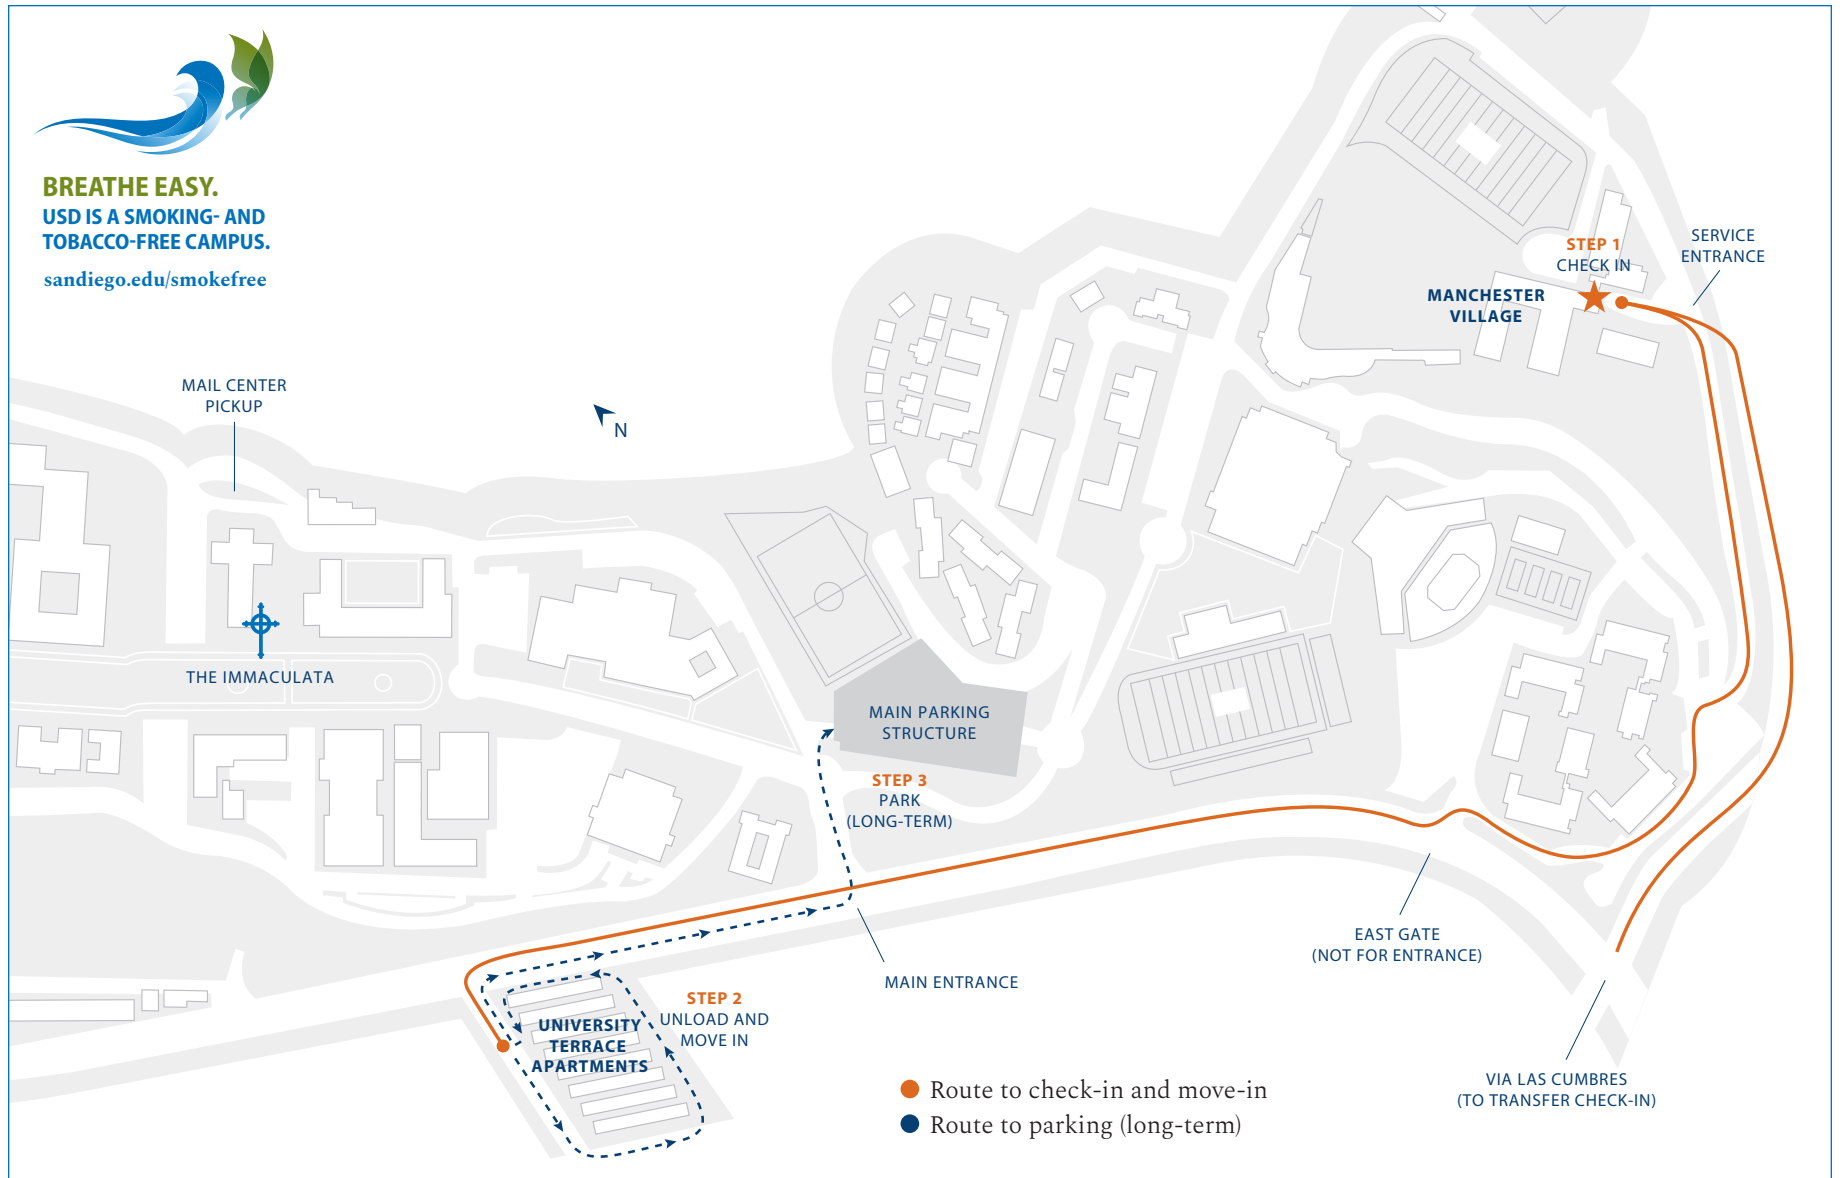 BREATHE EASY.
USD IS A SMOKING- AND
TOBACCO-FREE CAMPUS.
sandiego.edu/smokefree
STEP 1
CHECK IN
SERVICE
ENTRANCE
MANCHESTER
VILLAGE
MAIL CENTER
PICKUP
N
THE IMMACULATA
MAIN PARKING
STRUCTURE
STEP 3
PARK
(LONG-TERM)
EAST GATE
(NOT FOR ENTRANCE)
MAIN ENTRANCE
STEP 2
UNLOAD AND
MOVE IN
UNIVERSITY
TERRACE
APARTMENTS
VIA LAS CUMBRES
(TO TRANSFER CHECK-IN)
Route to check-in and move-in
Route to parking (long-term)